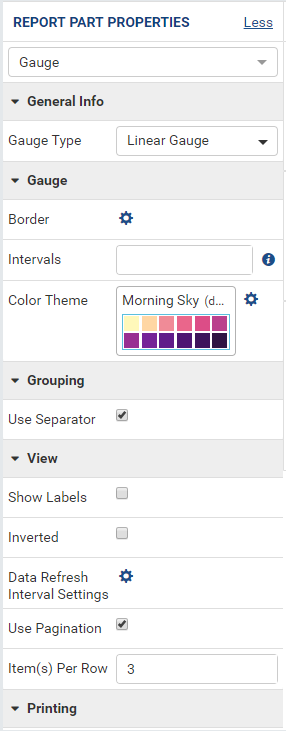 REPORT PART PROPERTIES Less
Gauge
General Info
Gauge Type Linear Gauge
Gauge
Border
Intervals
Color Theme Morning Sky (d...
Grouping
Use Separator
View
Show Labels
Inverted
Data Refresh
Interval Settings
Use Pagination
Item(s) Per Row 3
Printing